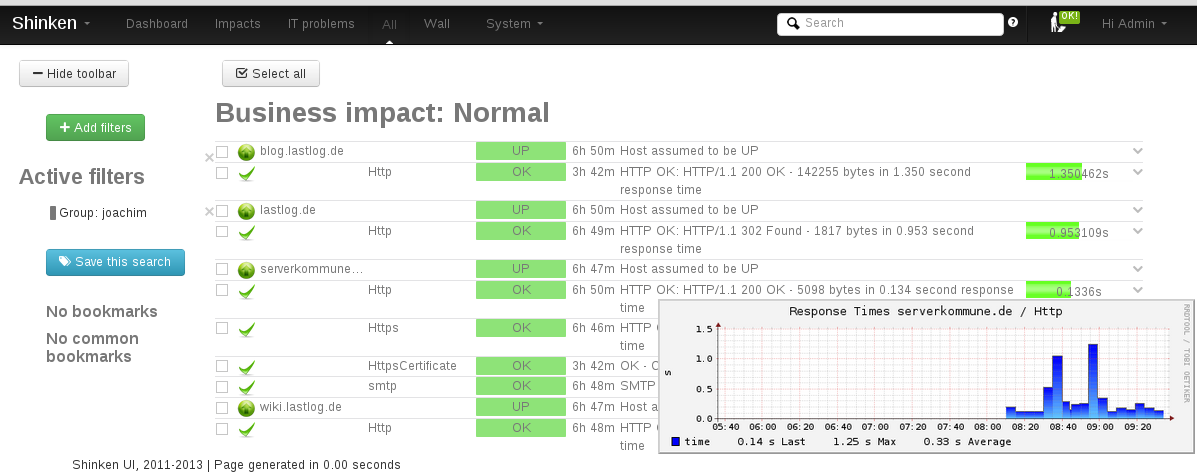 Shinken Dashboard Impacts IT problems All Wall System Search OK! Hi Admin
Hide toolbar
Select all
Add filters
Active filters
Group: joachim
Save this search
No bookmarks
No common
bookmarks
Business impact: Normal
blog.lastlog.de UP 6h 50m Host assumed to be UP
Http OK 3h 42m HTTP OK: HTTP/1.1 200 OK - 142255 bytes in 1.350 second 1.350462s
response time
lastlog.de UP 6h 50m Host assumed to be UP
Http OK 6h 49m HTTP OK: HTTP/1.1 302 Found - 1817 bytes in 0.953 second 0.953109s
response time
serverkommune... UP 6h 47m Host assumed to be UP
Http OK 6h 50m HTTP OK: HTTP/1.1 200 OK - 5098 bytes in 0.134 second response 0.1336s
time
Https OK 6h 46m HTTP
time
HttpsCertificate OK 3h 42m OK - C
smtp OK 6h 48m SMTP
wiki.lastlog.de UP 6h 47m Host a
Http OK 6h 48m HTTP
time
Response Times serverkommune.de / Http
RRDTOOL / TOBI OETIKER
1.5
1.0
0.5
0.0
s
05:40 06:00 06:20 06:40 07:00 07:20 07:40 08:00 08:20 08:40 09:00 09:20
time 0.14 s Last 1.25 s Max 0.33 s Average
Shinken UI, 2011-2013 | Page generated in 0.00 seconds